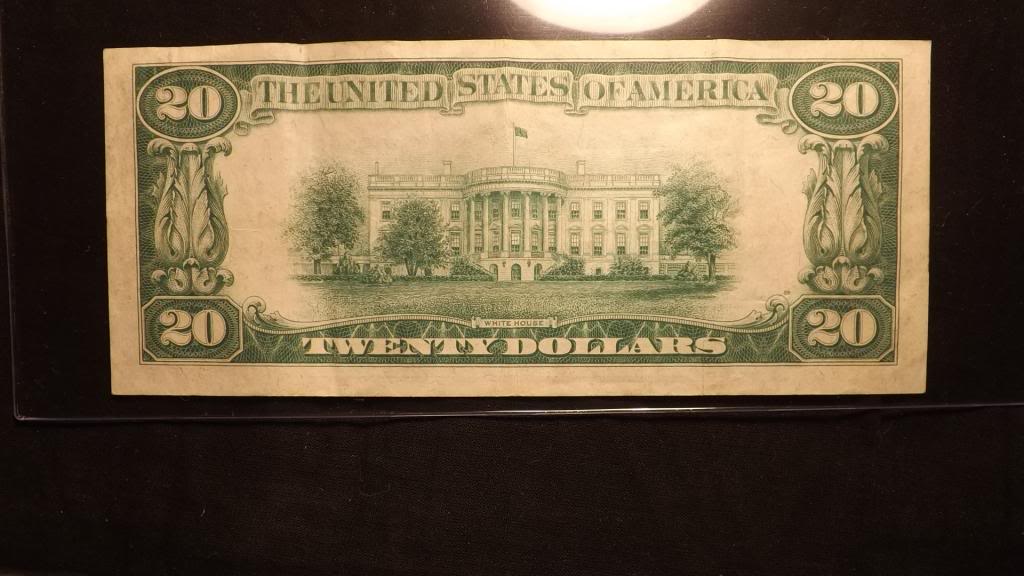 20 THE UNITED STATES OF AMERICA 20
20 WHITE HOUSE 20
TWENTY DOLLARS